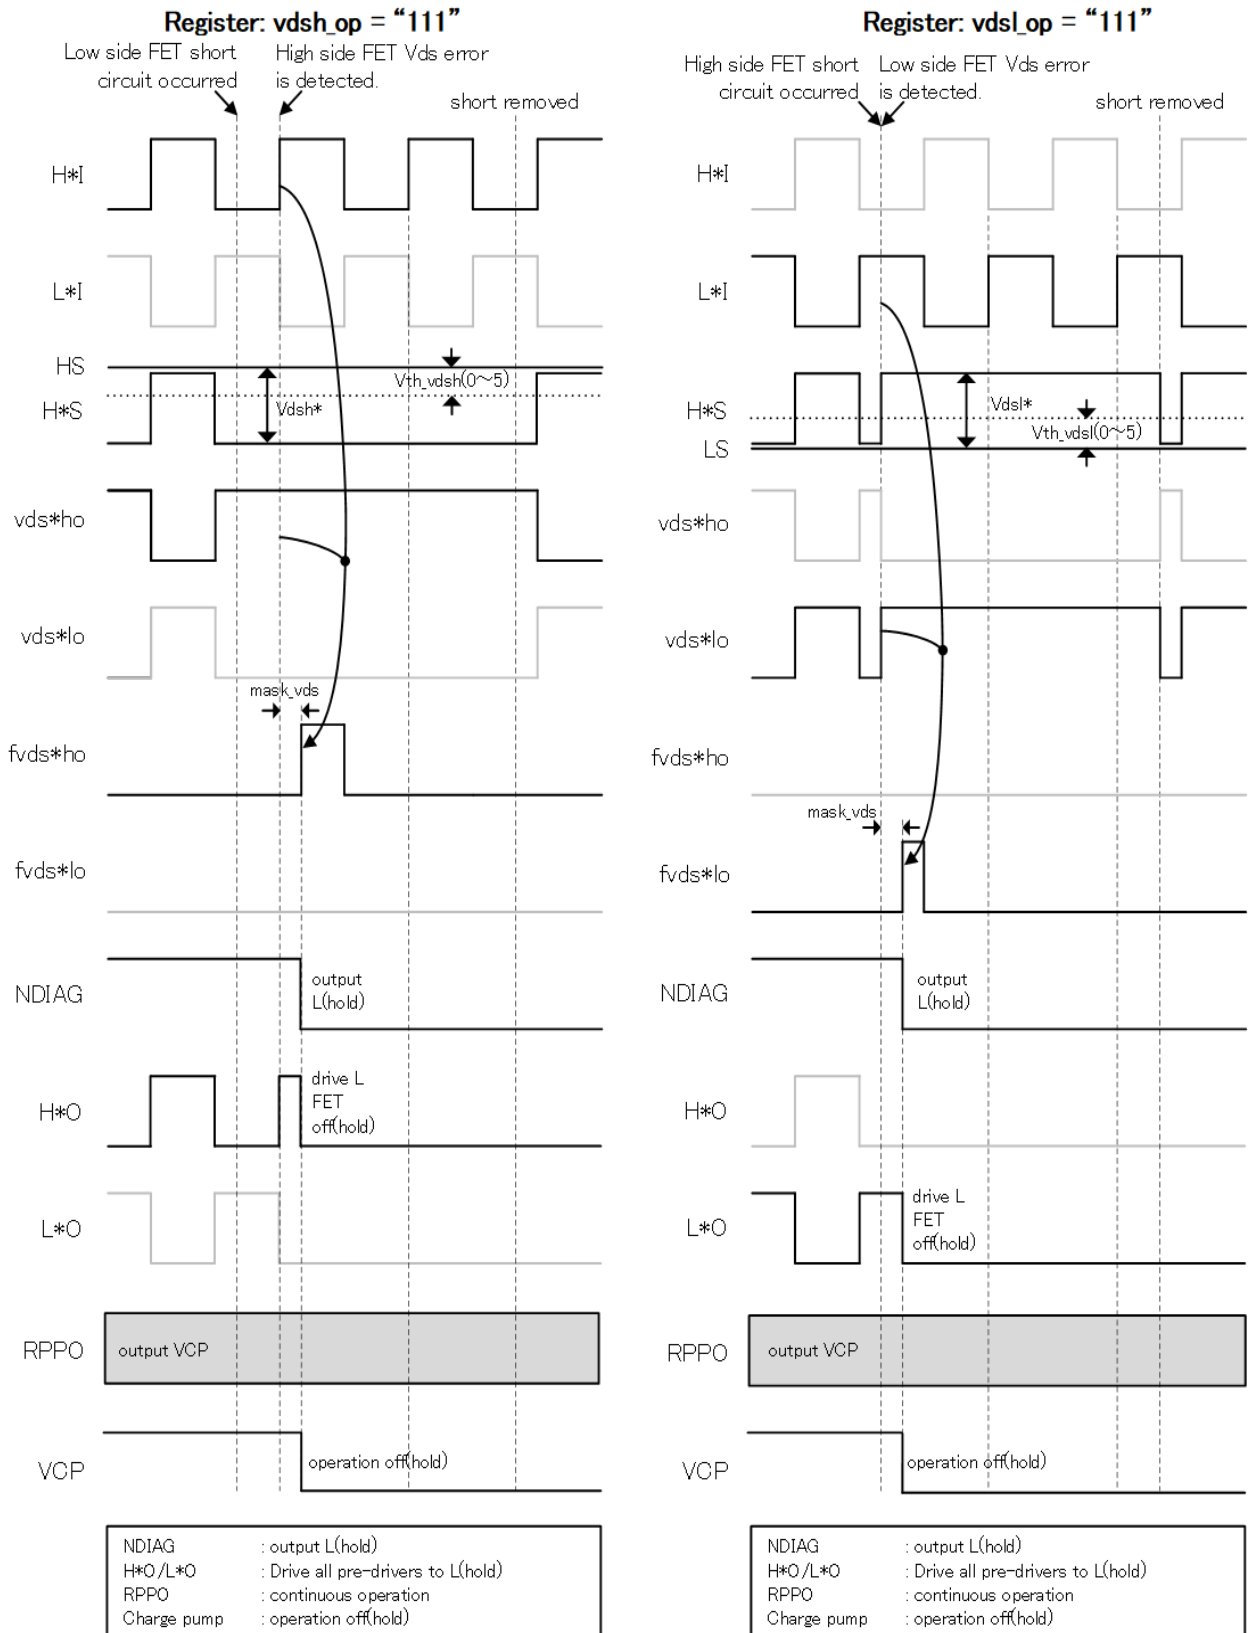 Register: vdsh_op = “111”
Low side FET short
circuit occurred
High side FET Vds error
is detected.
short removed
H*I
L*I
HS
Vth_vdsh(0～5)
Vdsh*
H*S
vds*ho
vds*lo
mask_vds
fvds*ho
fvds*lo
NDIAG
output
L(hold)
H*O
drive L
FET
off(hold)
L*O
RPPO
output VCP
VCP
operation off(hold)
NDIAG : output L(hold)
H*O/L*O : Drive all pre-drivers to L(hold)
RPPO : continuous operation
Charge pump : operation off(hold)
Register: vdsl_op = “111”
High side FET short
circuit occurred
Low side FET Vds error
is detected.
short removed
H*I
L*I
Vdsl*
H*S
Vth_vdsl(0～5)
LS
vds*ho
vds*lo
fvds*ho
mask_vds
fvds*lo
NDIAG
output
L(hold)
H*O
L*O
drive L
FET
off(hold)
RPPO
output VCP
VCP
operation off(hold)
NDIAG : output L(hold)
H*O/L*O : Drive all pre-drivers to L(hold)
RPPO : continuous operation
Charge pump : operation off(hold)